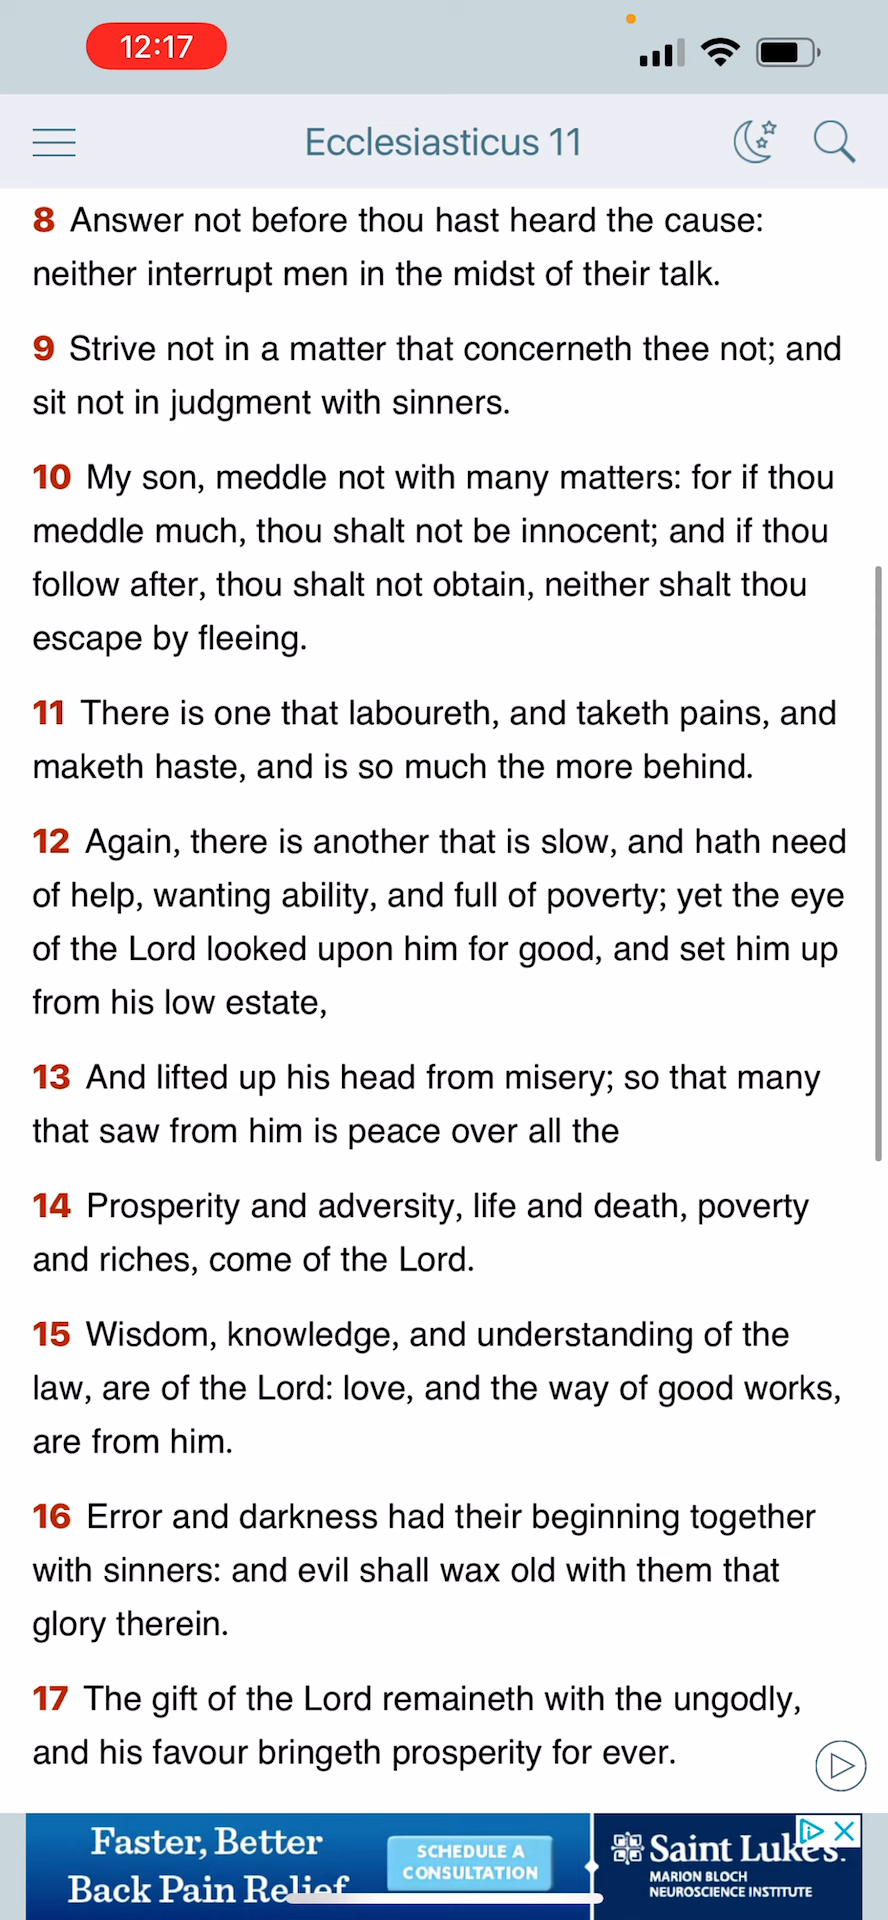 12:17
Ecclesiasticus 11
8 Answer not before thou hast heard the cause:
neither interrupt men in the midst of their talk.
9 Strive not in a matter that concerneth thee not; and
sit not in judgment with sinners.
10 My son, meddle not with many matters: for if thou
meddle much, thou shalt not be innocent; and if thou
follow after, thou shalt not obtain, neither shalt thou
escape by fleeing.
11 There is one that laboureth, and taketh pains, and
maketh haste, and is so much the more behind.
12 Again, there is another that is slow, and hath need
of help, wanting ability, and full of poverty; yet the eye
of the Lord looked upon him for good, and set him up
from his low estate,
13 And lifted up his head from misery; so that many
that saw from him is peace over all the
14 Prosperity and adversity, life and death, poverty
and riches, come of the Lord.
15 Wisdom, knowledge, and understanding of the
law, are of the Lord: love, and the way of good works,
are from him.
16 Error and darkness had their beginning together
with sinners: and evil shall wax old with them that
glory therein.
17 The gift of the Lord remaineth with the ungodly,
and his favour bringeth prosperity for ever.
Faster, Better
Back Pain Relief
SCHEDULE A
CONSULTATION
Saint Luke's.
MARION BLOCH
NEUROSCIENCE INSTITUTE